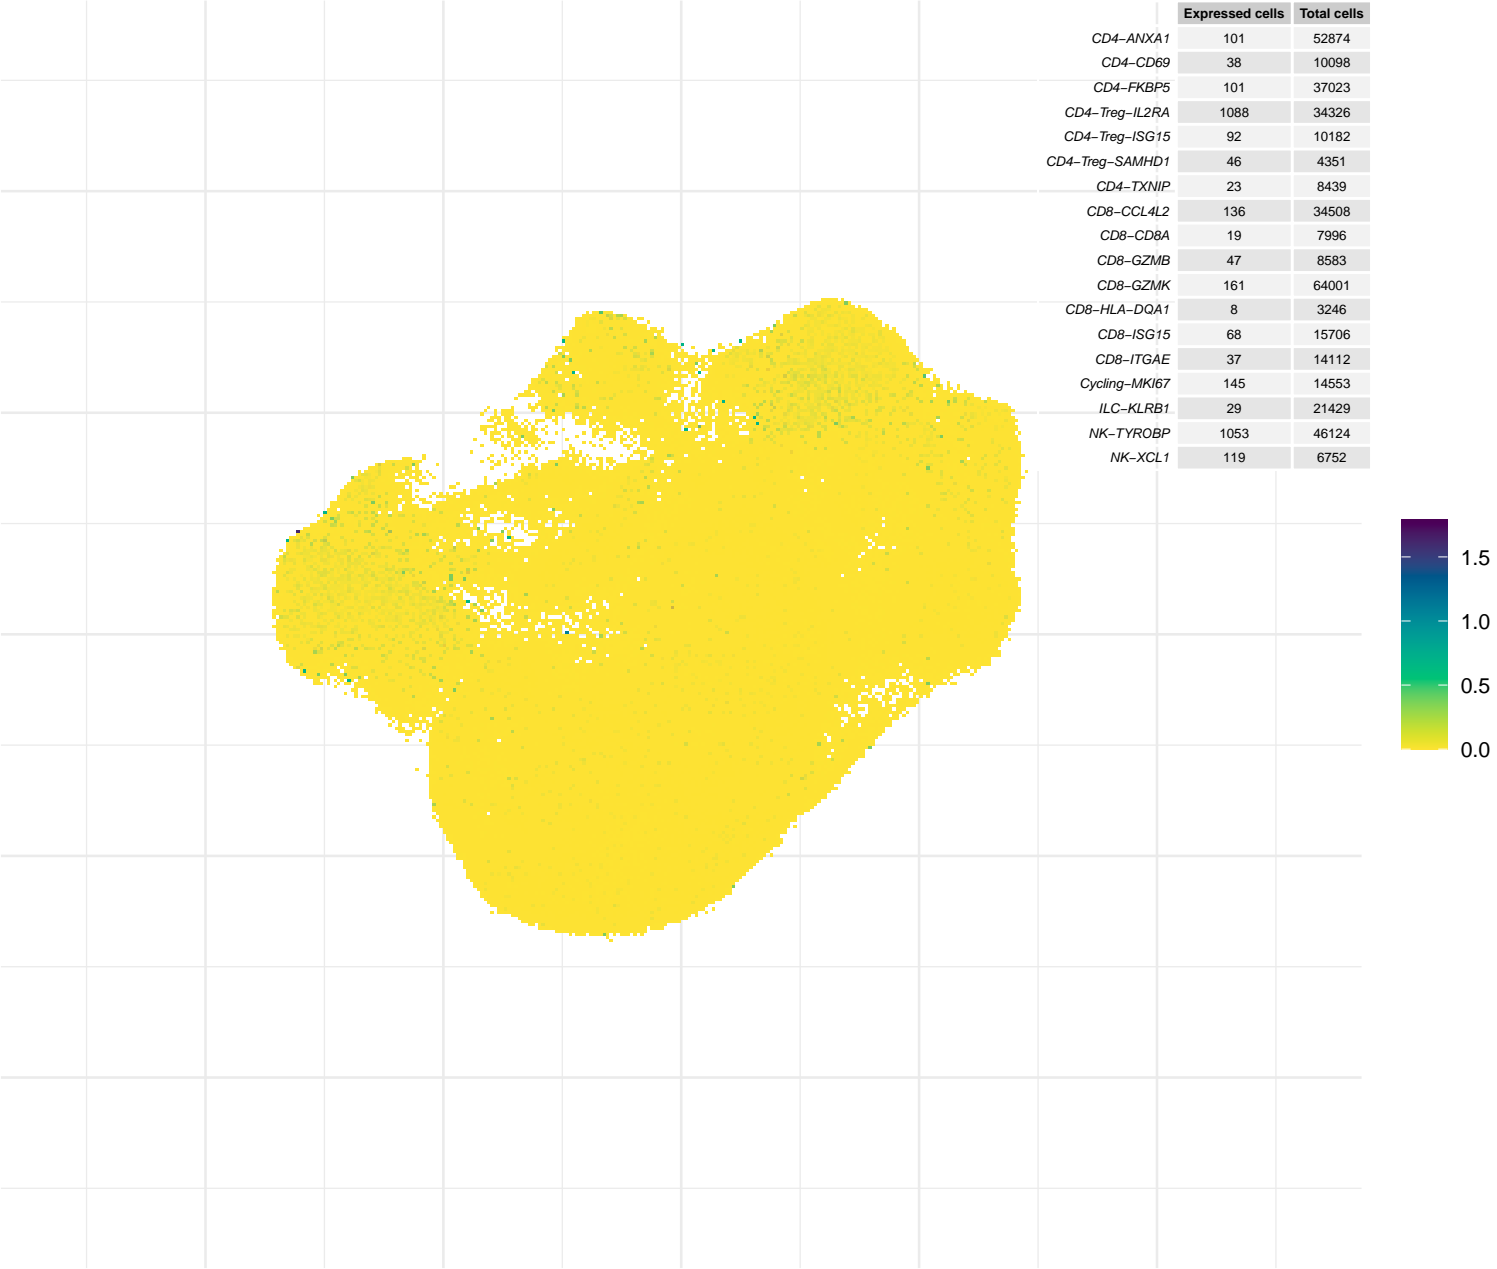 Expressed cells Total cells
CD4−ANXA1 101 52874
CD4−CD69 38 10098
CD4−FKBP5 101 37023
CD4−Treg−IL2RA 1088 34326
CD4−Treg−ISG15 92 10182
CD4−Treg−SAMHD1 46 4351
CD4−TXNIP 23 8439
CD8−CCL4L2 136 34508
CD8−CD8A 19 7996
CD8−GZMB 47 8583
CD8−GZMK 161 64001
CD8−HLA−DQA1 8 3246
CD8−ISG15 68 15706
CD8−ITGAE 37 14112
Cycling−MKI67 145 14553
ILC−KLRB1 29 21429
NK−TYROBP 1053 46124
NK−XCL1 119 6752
1.5
1.0
0.5
0.0